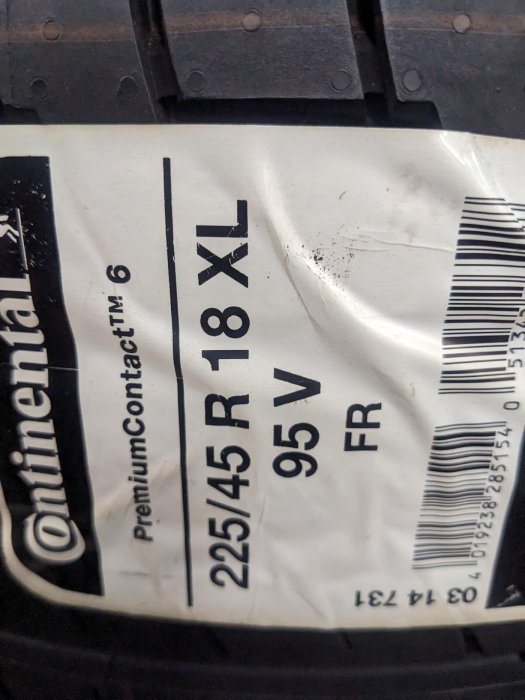 Continental
PremiumContact™ 6
225/45 R 18 XL
95 V
FR
4 019238 285154
03 14 731